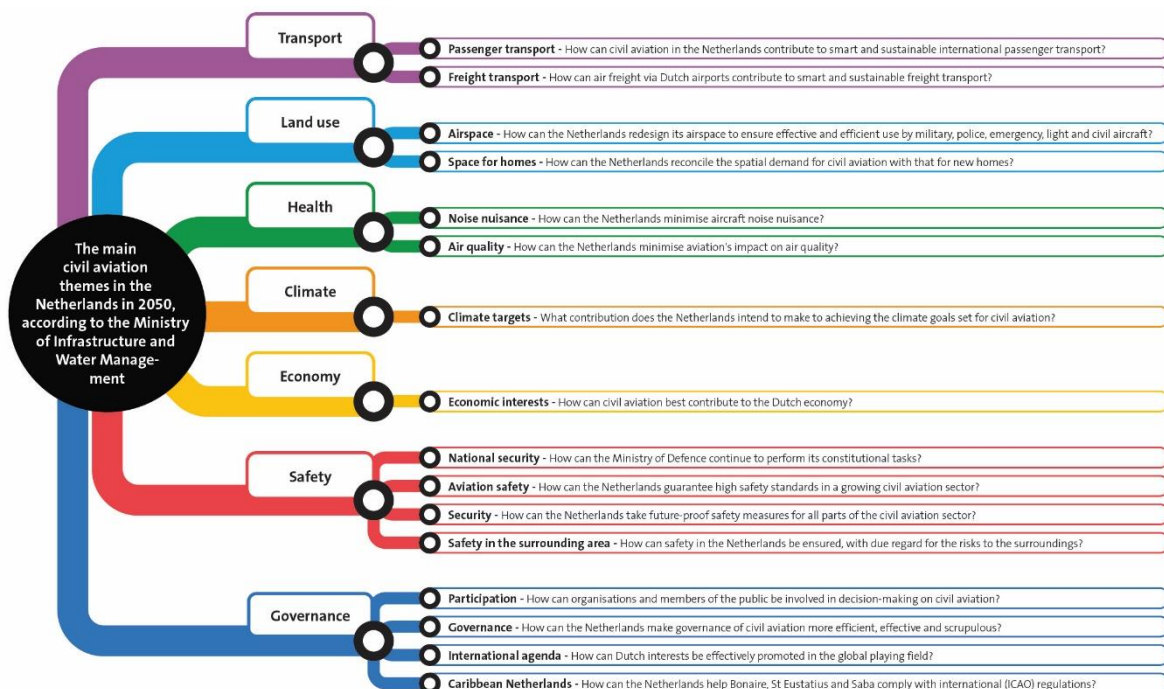 Transport
Passenger transport - How can civil aviation in the Netherlands contribute to smart and sustainable international passenger transport?
Freight transport - How can air freight via Dutch airports contribute to smart and sustainable freight transport?
Land use
Airspace - How can the Netherlands redesign its airspace to ensure effective and efficient use by military, police, emergency, light and civil aircraft?
Space for homes - How can the Netherlands reconcile the spatial demand for civil aviation with that for new homes?
Health
Noise nuisance - How can the Netherlands minimise aircraft noise nuisance?
Air quality - How can the Netherlands minimise aviation's impact on air quality?
The main
civil aviation
themes in the
Netherlands in 2050,
according to the Ministry
of Infrastructure and
Water Manage-
ment
Climate
Climate targets - What contribution does the Netherlands intend to make to achieving the climate goals set for civil aviation?
Economy
Economic interests - How can civil aviation best contribute to the Dutch economy?
Safety
National security - How can the Ministry of Defence continue to perform its constitutional tasks?
Aviation safety - How can the Netherlands guarantee high safety standards in a growing civil aviation sector?
Security - How can the Netherlands take future-proof safety measures for all parts of the civil aviation sector?
Safety in the surrounding area - How can safety in the Netherlands be ensured, with due regard for the risks to the surroundings?
Governance
Participation - How can organisations and members of the public be involved in decision-making on civil aviation?
Governance - How can the Netherlands make governance of civil aviation more efficient, effective and scrupulous?
International agenda - How can Dutch interests be effectively promoted in the global playing field?
Caribbean Netherlands - How can the Netherlands help Bonaire, St Eustatius and Saba comply with international (ICAO) regulations?